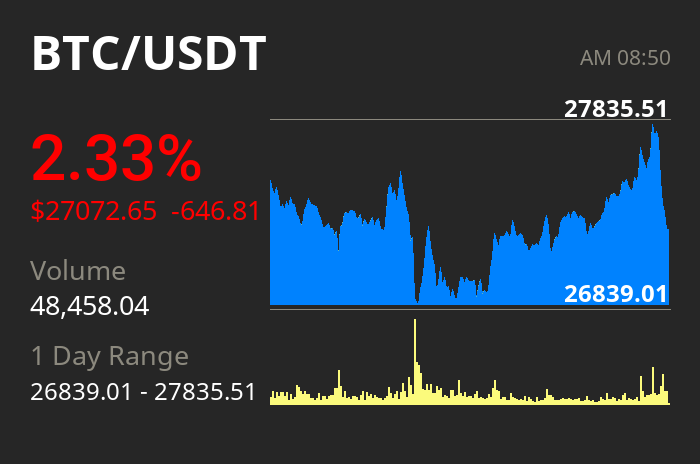 BTC/USDT
AM 08:50
27835.51
2.33%
$27072.65 -646.81
Volume
48,458.04
26839.01
1 Day Range
26839.01 - 27835.51